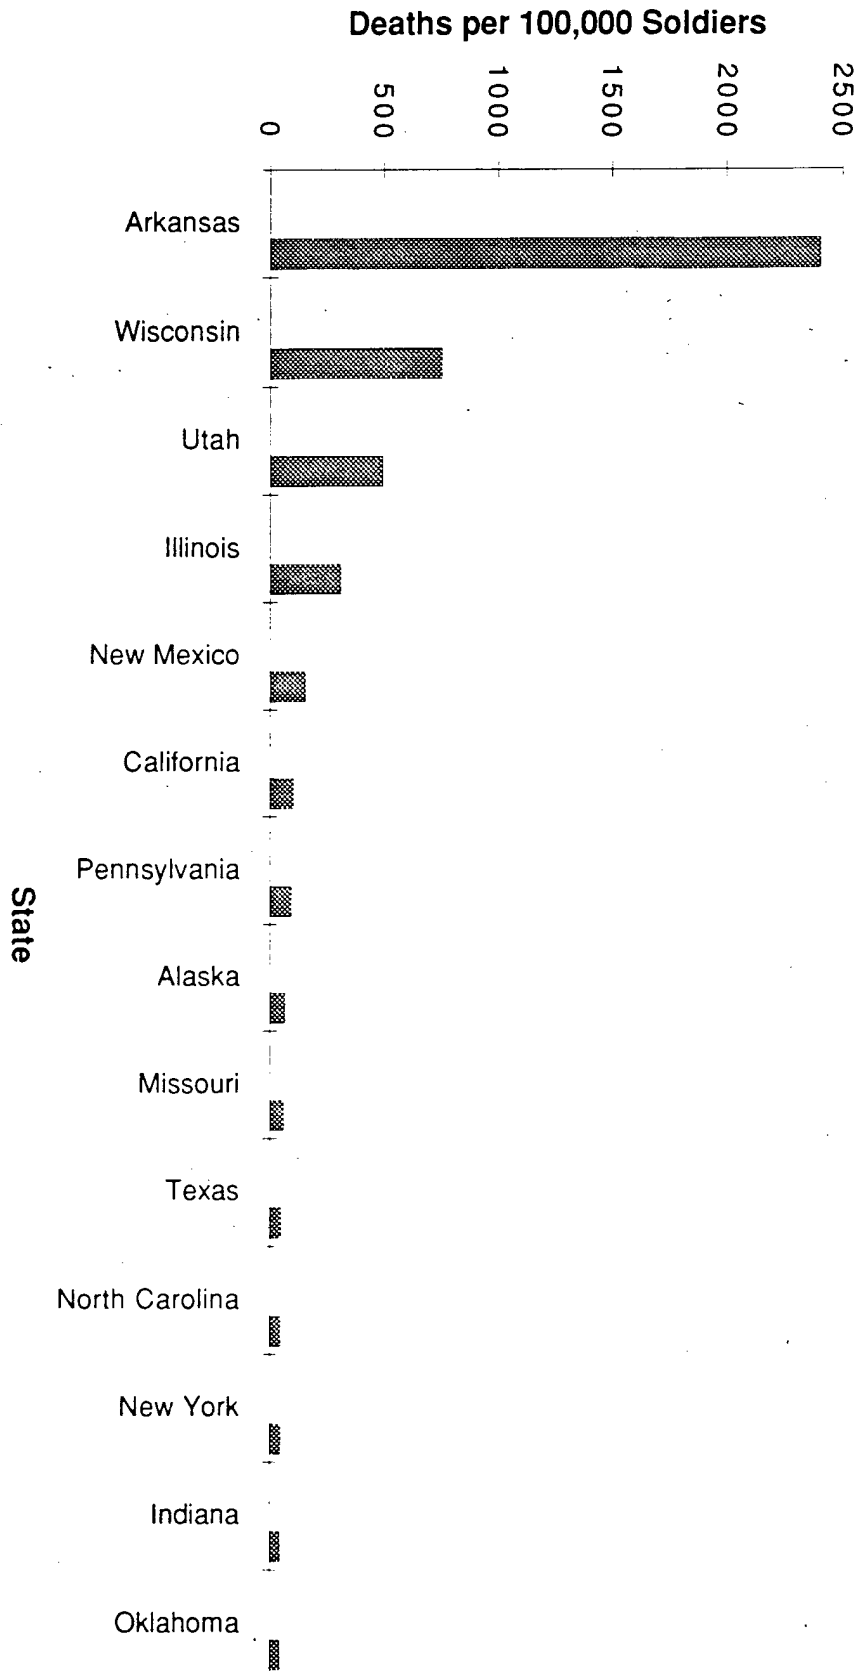 Deaths per 100,000 Soldiers
2500
2000
1500
1000
500
0
Arkansas
Wisconsin
Utah
Illinois
New Mexico
California
Pennsylvania
Alaska
Missouri
Texas
North Carolina
New York
Indiana
Oklahoma
State